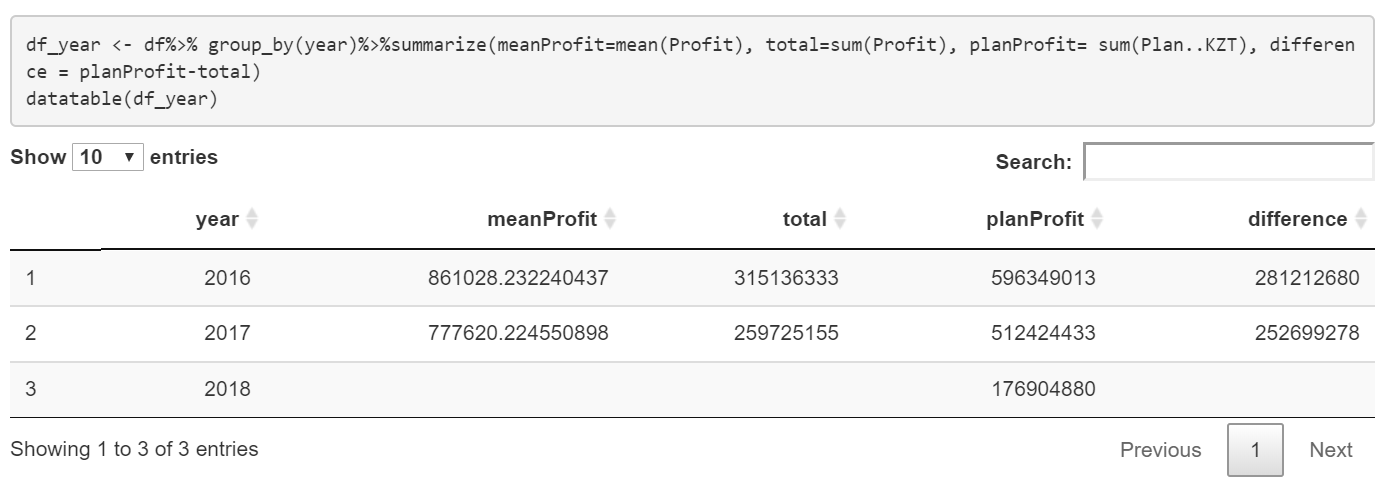 df_year <- df%>% group_by(year)%>%summarize(meanProfit=mean(Profit), total=sum(Profit), planProfit= sum(Plan..KZT), differen
ce = planProfit-total)
datatable(df_year)
Show 10 entries Search:
year meanProfit total planProfit difference
1 2016 861028.232240437 315136333 596349013 281212680
2 2017 777620.224550898 259725155 512424433 252699278
3 2018 176904880
Showing 1 to 3 of 3 entries Previous 1 Next